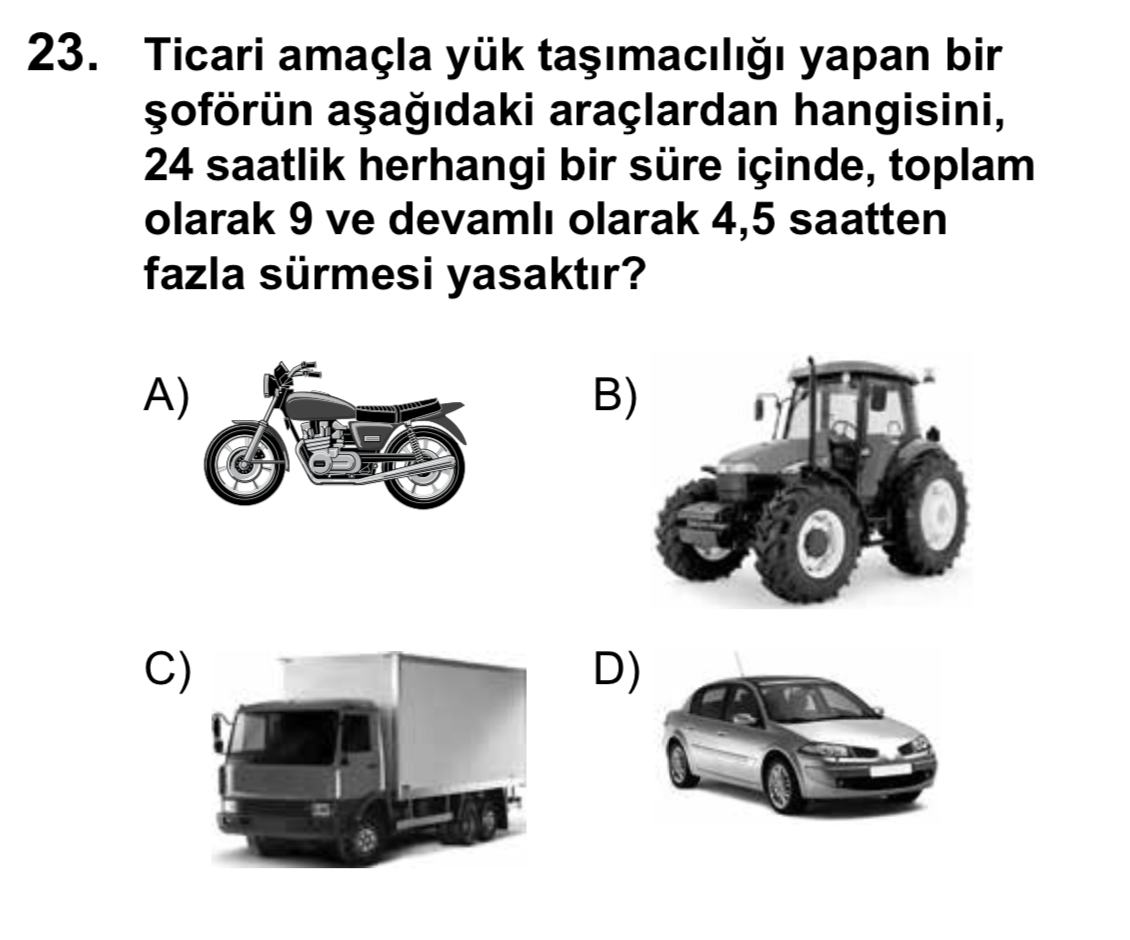 23. Ticari amaçla yük taşımacılığı yapan bir
şoförün aşağıdaki araçlardan hangisini,
24 saatlik herhangi bir süre içinde, toplam
olarak 9 ve devamlı olarak 4,5 saatten
fazla sürmesi yasaktır?
A)
B)
C)
D)